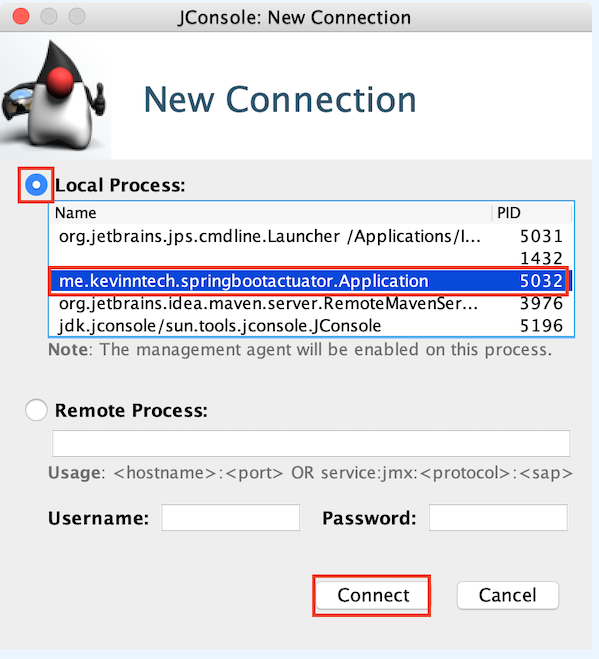 JConsole: New Connection
New Connection
Local Process:
Name PID
org.jetbrains.jps.cmdline.Launcher /Applications/I... 5031
1432
me.kevinntech.springbootactuator.Application 5032
org.jetbrains.idea.maven.server.RemoteMavenSer... 3976
jdk.jconsole/sun.tools.jconsole.JConsole 5196
Note: The management agent will be enabled on this process.
Remote Process:
Usage: <hostname>:<port> OR service:jmx:<protocol>:<sap>
Username: Password:
Connect Cancel